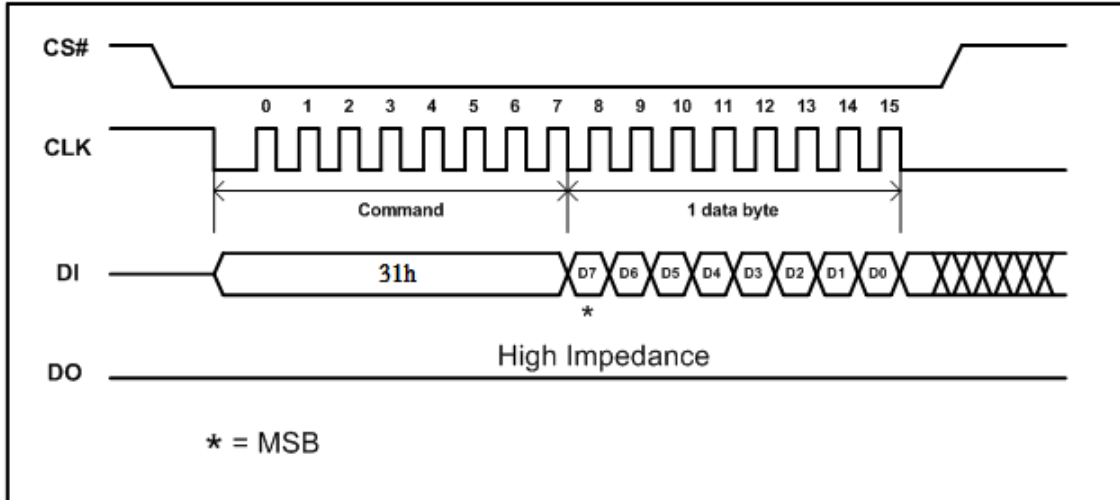 CS#
0 1 2 3 4 5 6 7 8 9 10 11 12 13 14 15
CLK
Command 1 data byte
DI 31h D7 D6 D5 D4 D3 D2 D1 D0
*
High Impedance
DO
* = MSB